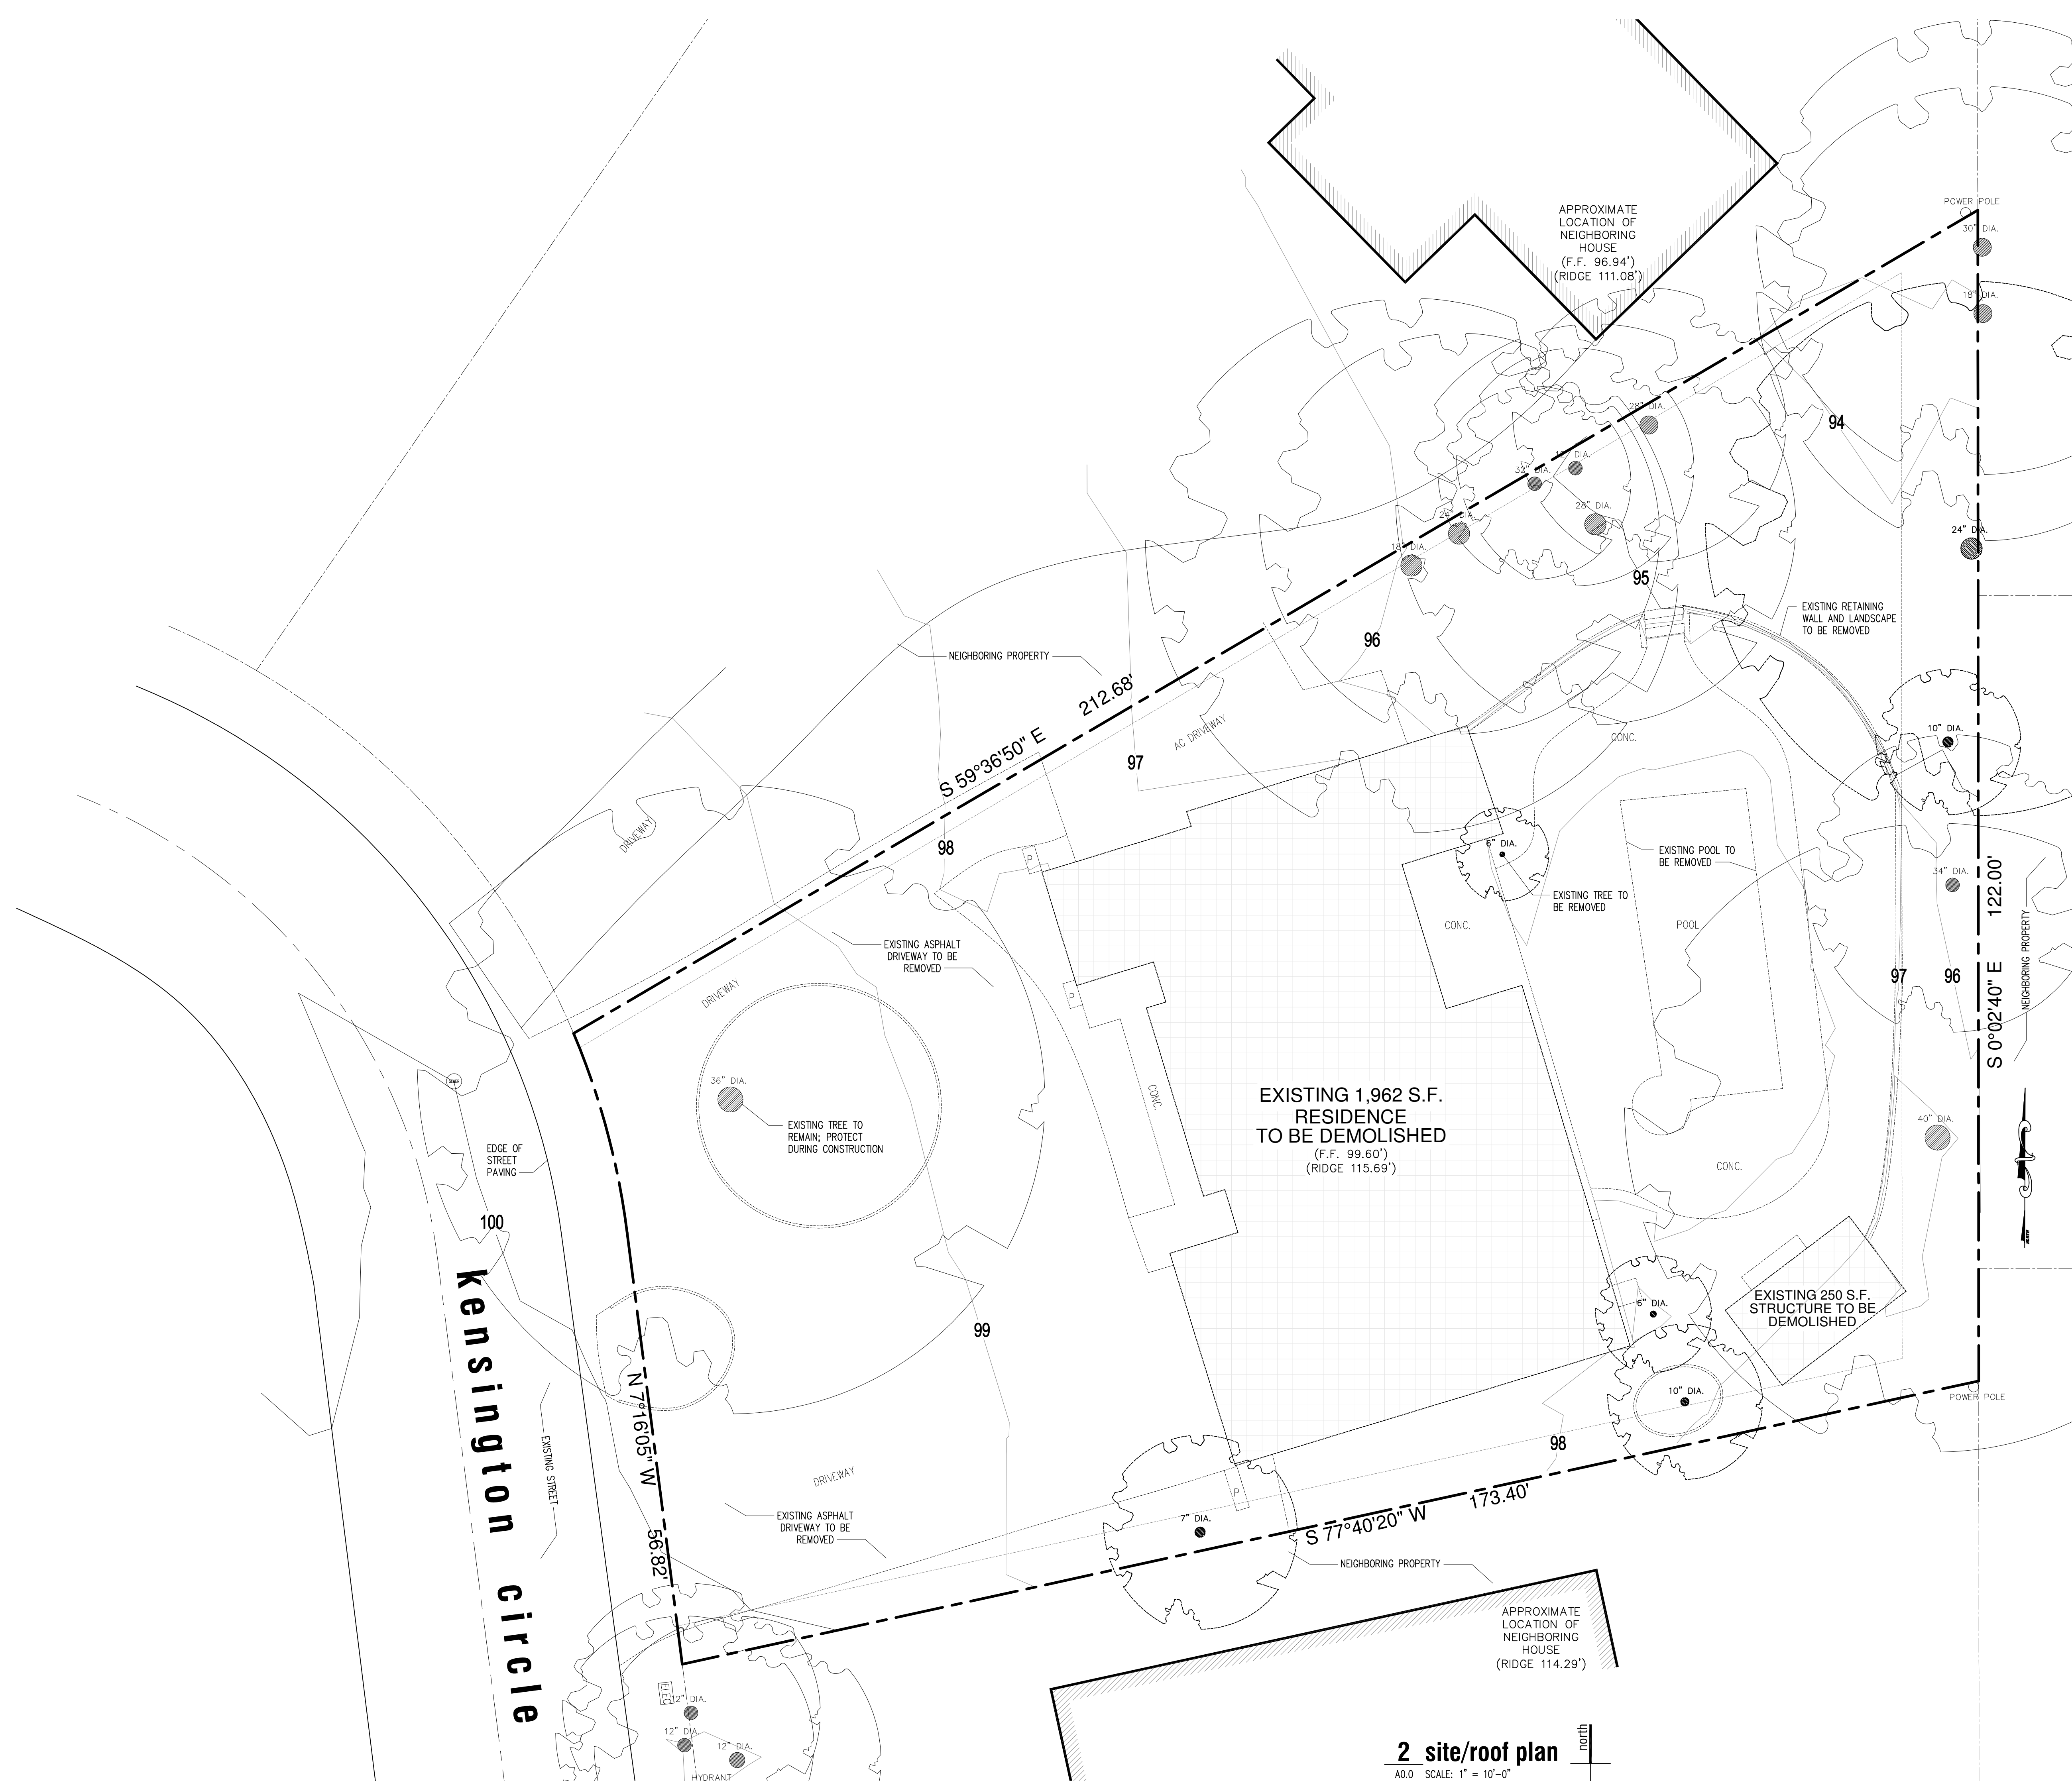 POWER POLE
30" DIA.
18" DIA.
APPROXIMATE
LOCATION OF
NEIGHBORING
HOUSE
(F.F. 96.94')
(RIDGE 111.08')
28" DIA.
94
DIA.
32" DIA.
28" DIA.
24" DIA.
24" DIA.
18" DIA.
95
EXISTING RETAINING
WALL AND LANDSCAPE
TO BE REMOVED
96
NEIGHBORING PROPERTY
212.68'
S 59°36'50" E
AC DRIVEWAY
CONC.
10" DIA.
97
DRIVEWAY
98
P
6" DIA.
EXISTING POOL TO
BE REMOVED
34" DIA.
122.00'
EXISTING TREE TO
BE REMOVED
CONC.
POOL
EXISTING ASPHALT
DRIVEWAY TO BE
REMOVED
NEIGHBORING PROPERTY
97
96
S 0°02'40" E
DRIVEWAY
P
36" DIA.
SEWER
CONC.
EXISTING 1,962 S.F.
RESIDENCE
TO BE DEMOLISHED
(F.F. 99.60')
(RIDGE 115.69')
40" DIA.
EXISTING TREE TO
REMAIN; PROTECT
DURING CONSTRUCTION
EDGE OF
STREET
PAVING
CONC.
100
kensington circle
99
6" DIA.
EXISTING 250 S.F.
STRUCTURE TO BE
DEMOLISHED
10" DIA.
POWER POLE
N 7°16'05" W
56.82'
EXISTING STREET
98
DRIVEWAY
P
173.40'
S 77°40'20" W
7" DIA.
EXISTING ASPHALT
DRIVEWAY TO BE
REMOVED
NEIGHBORING PROPERTY
APPROXIMATE
LOCATION OF
NEIGHBORING
HOUSE
(RIDGE 114.29')
ELEC
12" DIA.
12" DIA.
12" DIA.
HYDRANT
2 site/roof plan
north
A0.0 SCALE: 1" = 10'-0"